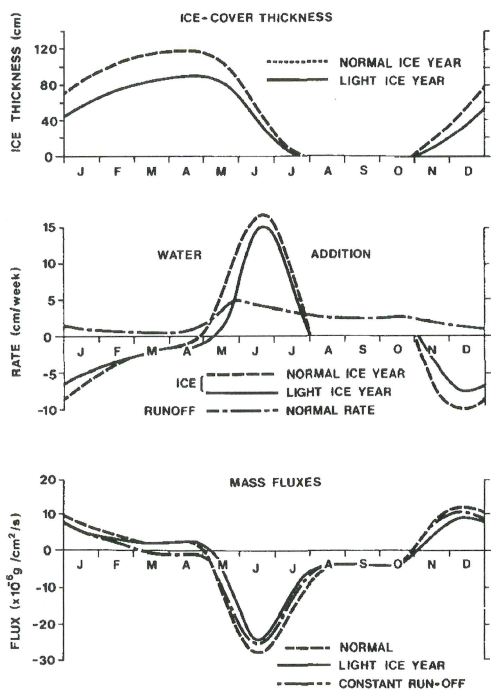 ICE-COVER THICKNESS
ICE THICKNESS (cm)
120
80
40
0
NORMAL ICE YEAR
LIGHT ICE YEAR
J F M A M J J A S O N D
RATE (cm/week)
15
10
5
0
-5
-10
WATER ADDITION
J F M A M J J A S O N D
ICE NORMAL ICE YEAR
LIGHT ICE YEAR
RUNOFF NORMAL RATE
MASS FLUXES
FLUX (x10⁻⁶g/cm²/s)
20
10
0
-10
-20
-30
J F M A M J J A S O N D
NORMAL
LIGHT ICE YEAR
CONSTANT RUN-OFF